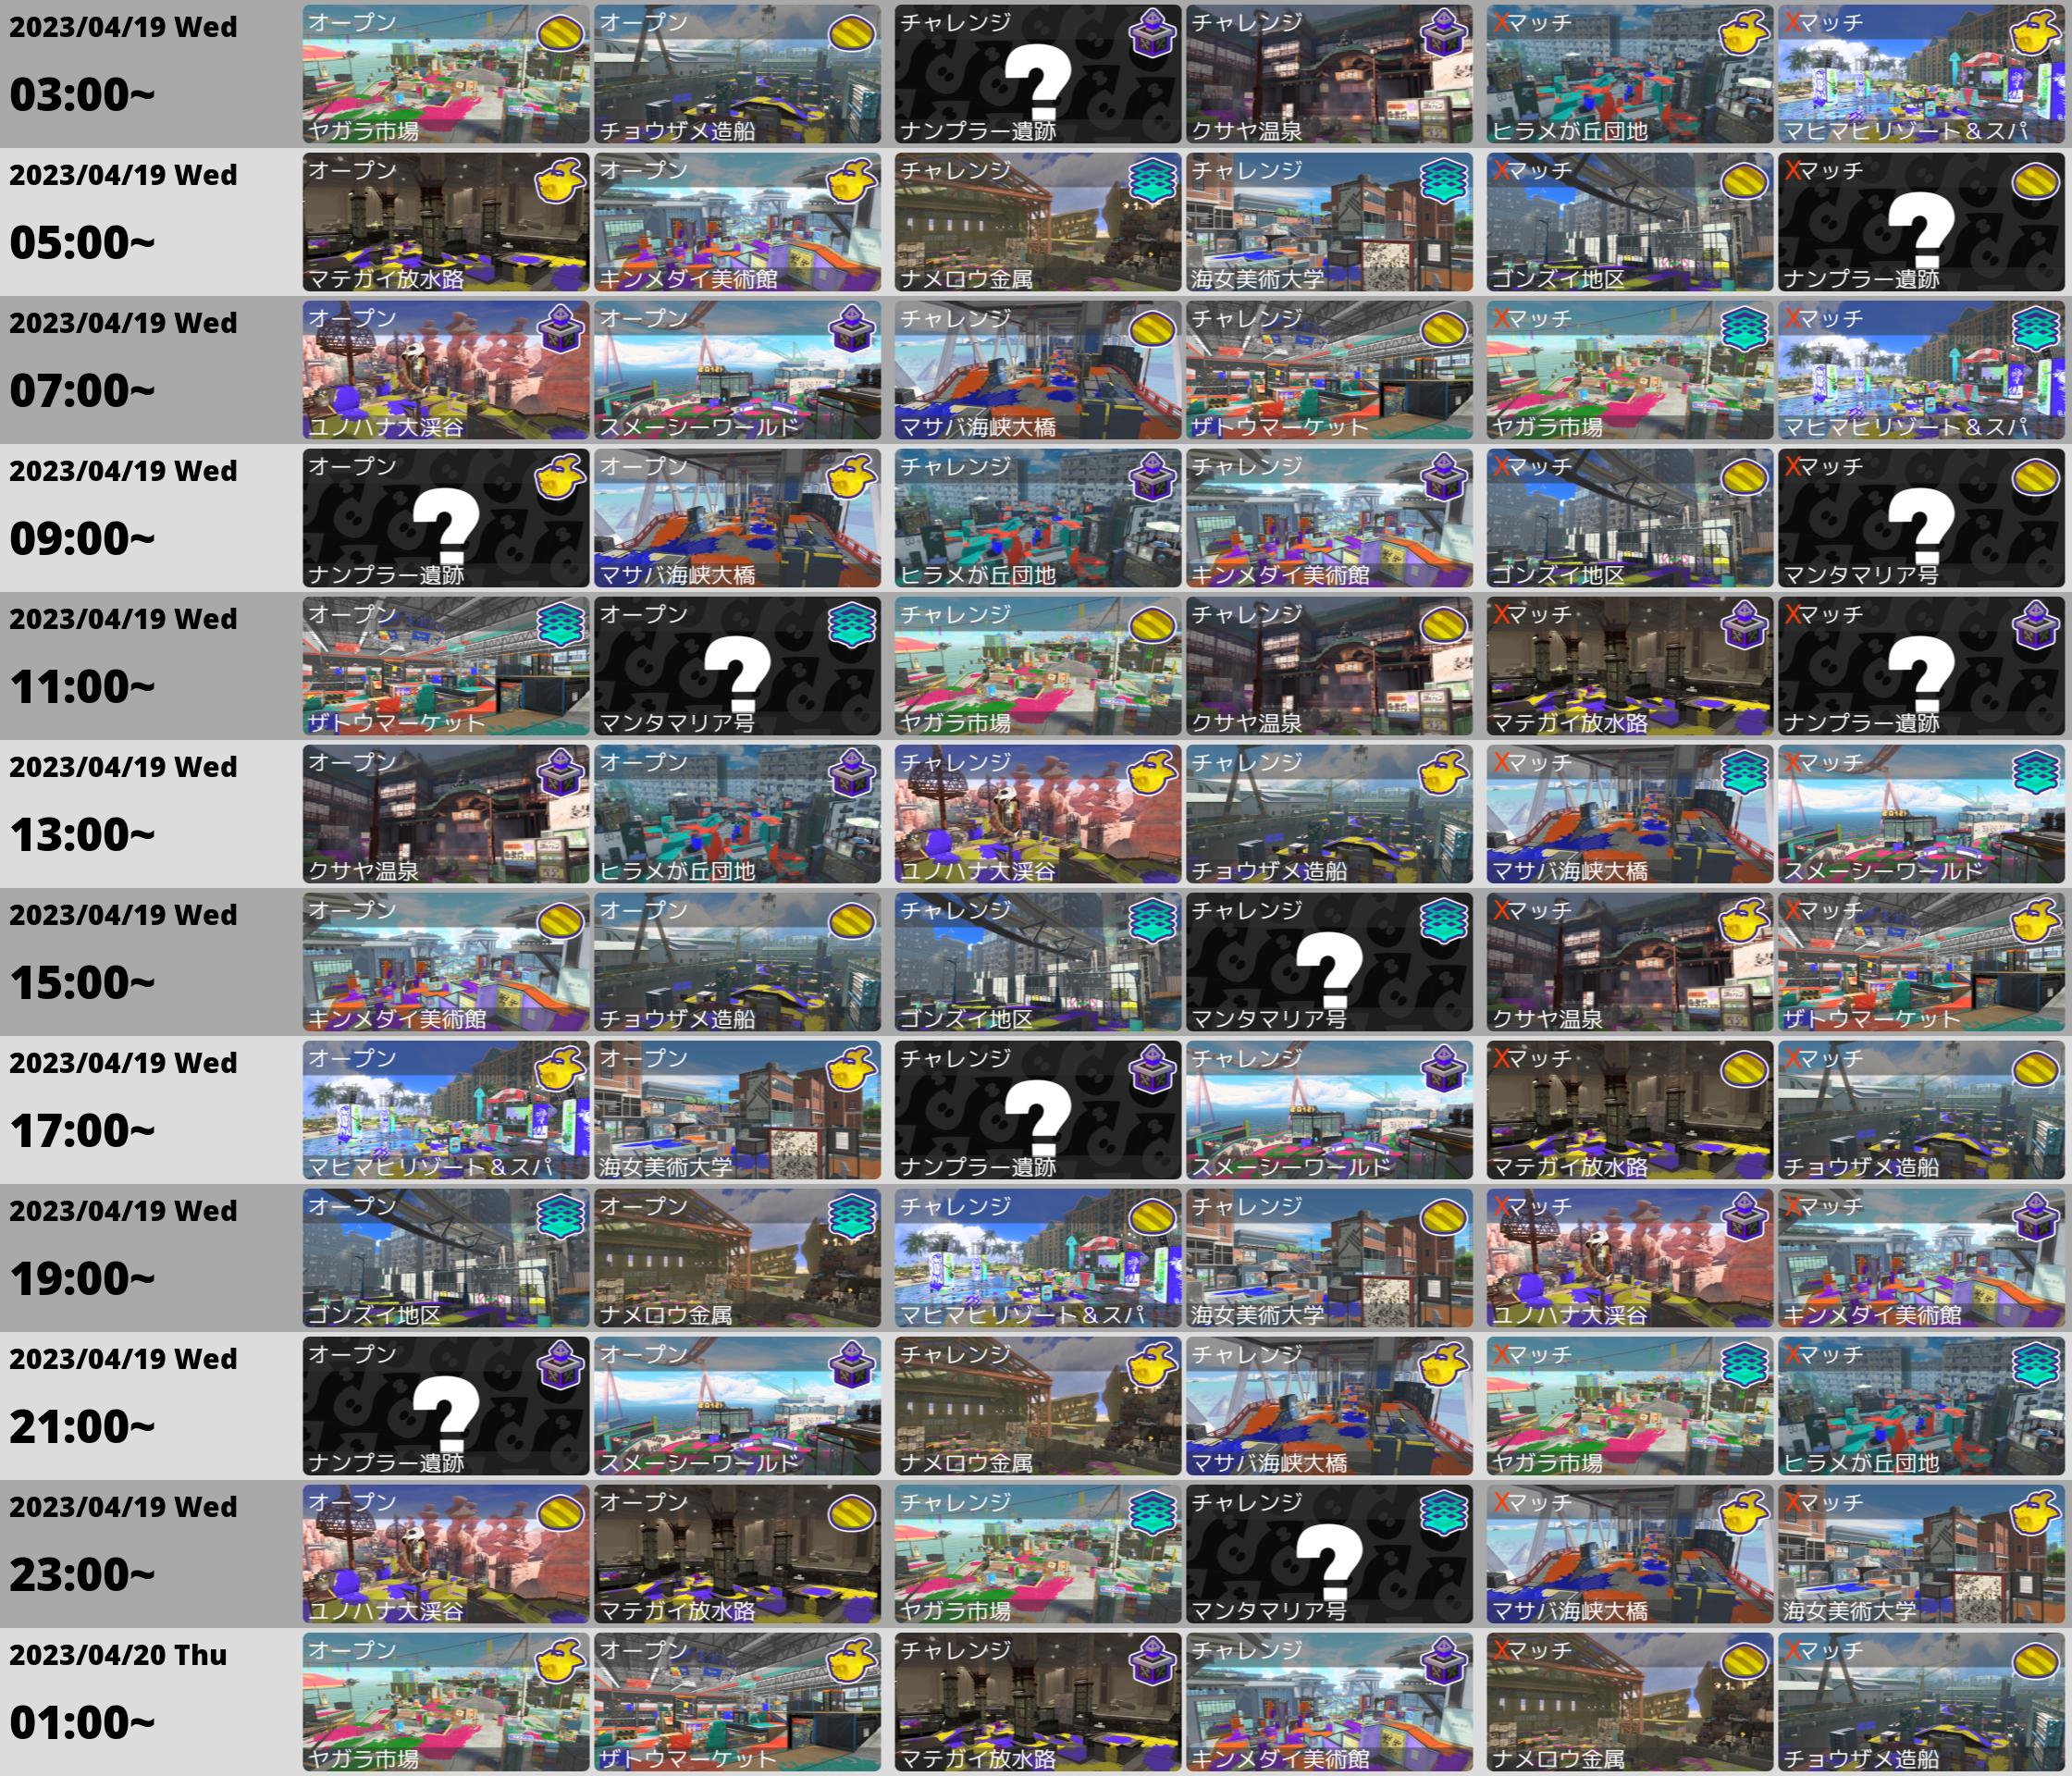 2023/04/19 Wed
03:00~
オープン オープン チャレンジ チャレンジ Xマッチ Xマッチ
ヤガラ市場 チョウザメ造船 ナンプラー遺跡 クサヤ温泉 ヒラメが丘団地 マヒマヒリゾート＆スパ
2023/04/19 Wed
05:00~
オープン オープン チャレンジ チャレンジ Xマッチ Xマッチ
マテガイ放水路 キンメダイ美術館 ナメロウ金属 海女美術大学 ゴンズイ地区 ナンプラー遺跡
2023/04/19 Wed
07:00~
オープン オープン チャレンジ チャレンジ Xマッチ Xマッチ
ユノハナ大渓谷 スメーシーワールド マサバ海峡大橋 ザトウマーケット ヤガラ市場 マヒマヒリゾート＆スパ
2023/04/19 Wed
09:00~
オープン オープン チャレンジ チャレンジ Xマッチ Xマッチ
ナンプラー遺跡 マサバ海峡大橋 ヒラメが丘団地 キンメダイ美術館 ゴンズイ地区 マンタマリア号
2023/04/19 Wed
11:00~
オープン オープン チャレンジ チャレンジ Xマッチ Xマッチ
ザトウマーケット マンタマリア号 ヤガラ市場 クサヤ温泉 マテガイ放水路 ナンプラー遺跡
2023/04/19 Wed
13:00~
オープン オープン チャレンジ チャレンジ Xマッチ Xマッチ
クサヤ温泉 ヒラメが丘団地 ユノハナ大渓谷 チョウザメ造船 マサバ海峡大橋 スメーシーワールド
2023/04/19 Wed
15:00~
オープン オープン チャレンジ チャレンジ Xマッチ Xマッチ
キンメダイ美術館 チョウザメ造船 ゴンズイ地区 マンタマリア号 クサヤ温泉 ザトウマーケット
2023/04/19 Wed
17:00~
オープン オープン チャレンジ チャレンジ Xマッチ Xマッチ
マヒマヒリゾート＆スパ 海女美術大学 ナンプラー遺跡 スメーシーワールド マテガイ放水路 チョウザメ造船
2023/04/19 Wed
19:00~
オープン オープン チャレンジ チャレンジ Xマッチ Xマッチ
ゴンズイ地区 ナメロウ金属 マヒマヒリゾート＆スパ 海女美術大学 ユノハナ大渓谷 キンメダイ美術館
2023/04/19 Wed
21:00~
オープン オープン チャレンジ チャレンジ Xマッチ Xマッチ
ナンプラー遺跡 スメーシーワールド ナメロウ金属 マサバ海峡大橋 ヤガラ市場 ヒラメが丘団地
2023/04/19 Wed
23:00~
オープン オープン チャレンジ チャレンジ Xマッチ Xマッチ
ユノハナ大渓谷 マテガイ放水路 ヤガラ市場 マンタマリア号 マサバ海峡大橋 海女美術大学
2023/04/20 Thu
01:00~
オープン オープン チャレンジ チャレンジ Xマッチ Xマッチ
ヤガラ市場 ザトウマーケット マテガイ放水路 キンメダイ美術館 ナメロウ金属 チョウザメ造船